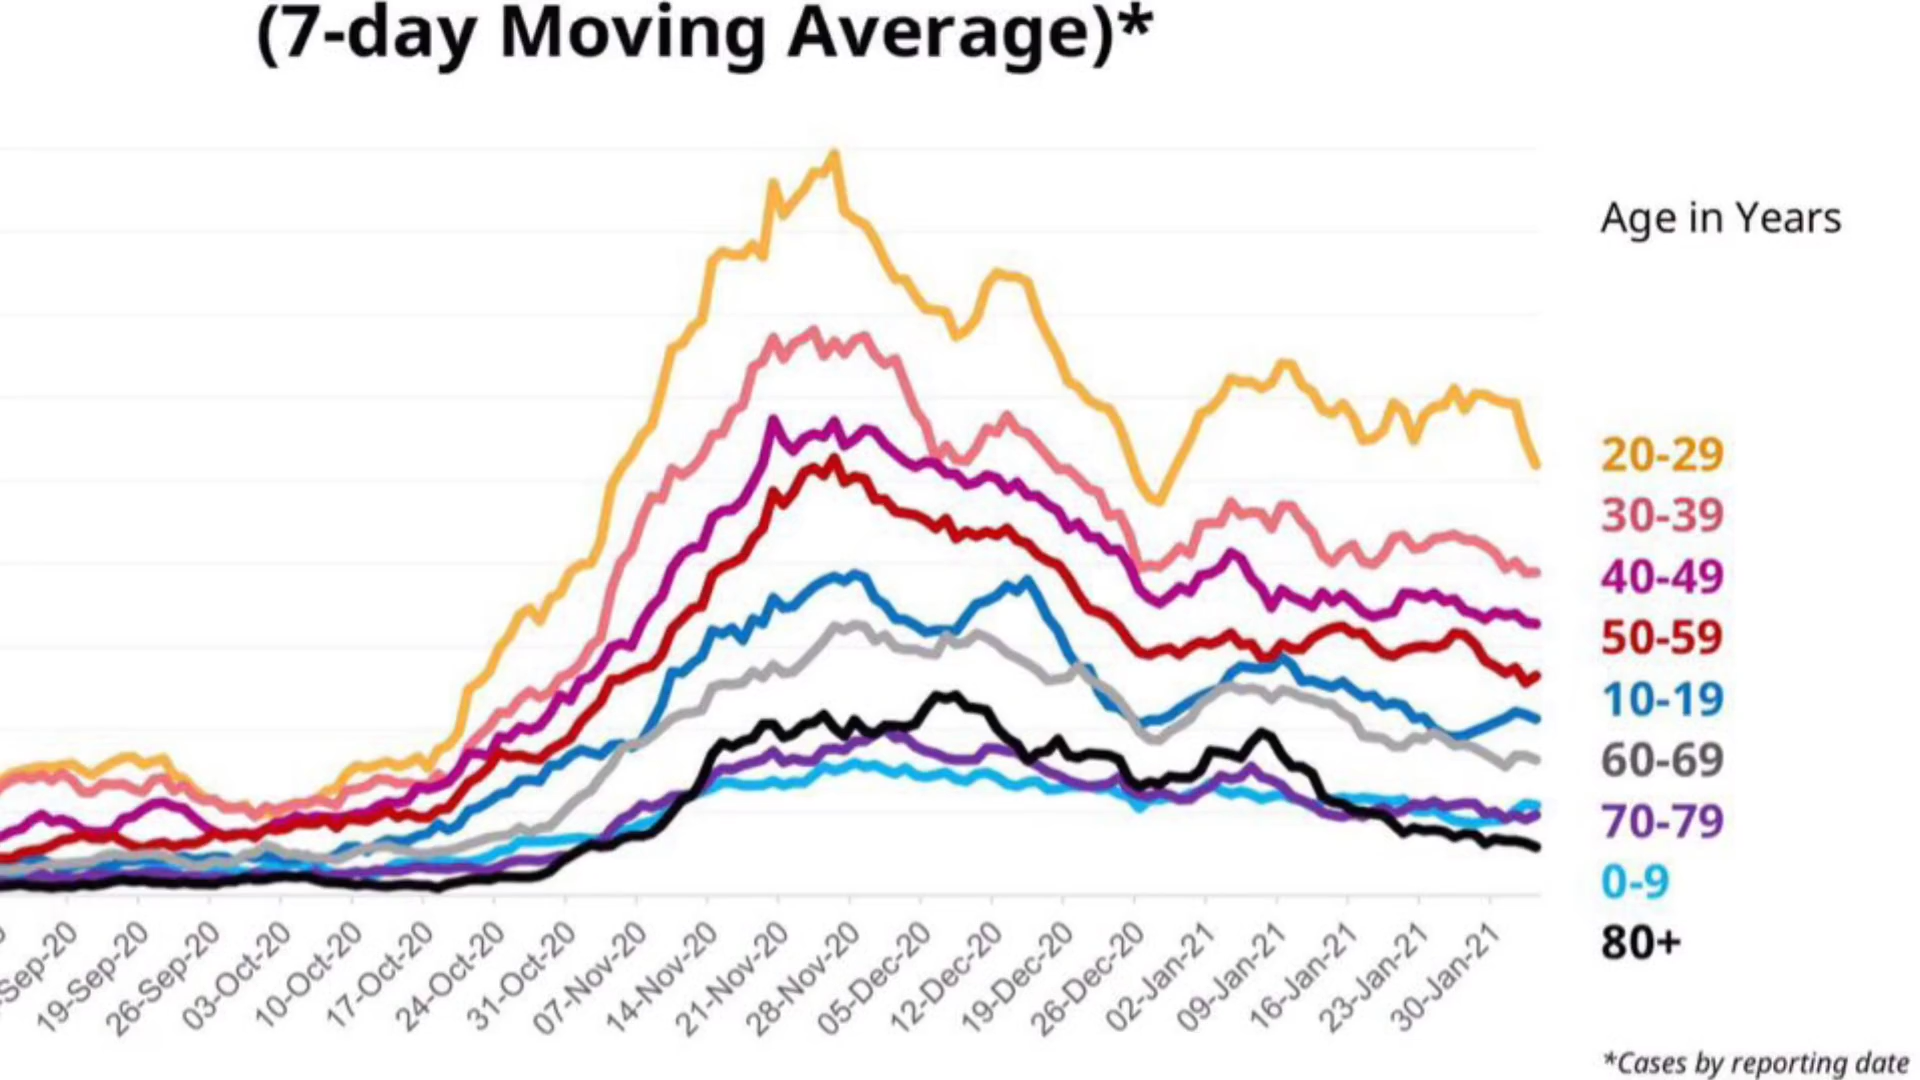 (7-day Moving Average)*
Age in Years
20-29
30-39
40-49
50-59
10-19
60-69
70-79
0-9
80+
-Sep-20
19-Sep-20
26-Sep-20
03-Oct-20
10-Oct-20
17-Oct-20
24-Oct-20
31-Oct-20
07-Nov-20
14-Nov-20
21-Nov-20
28-Nov-20
05-Dec-20
12-Dec-20
19-Dec-20
26-Dec-20
02-Jan-21
09-Jan-21
16-Jan-21
23-Jan-21
30-Jan-21
*Cases by reporting date